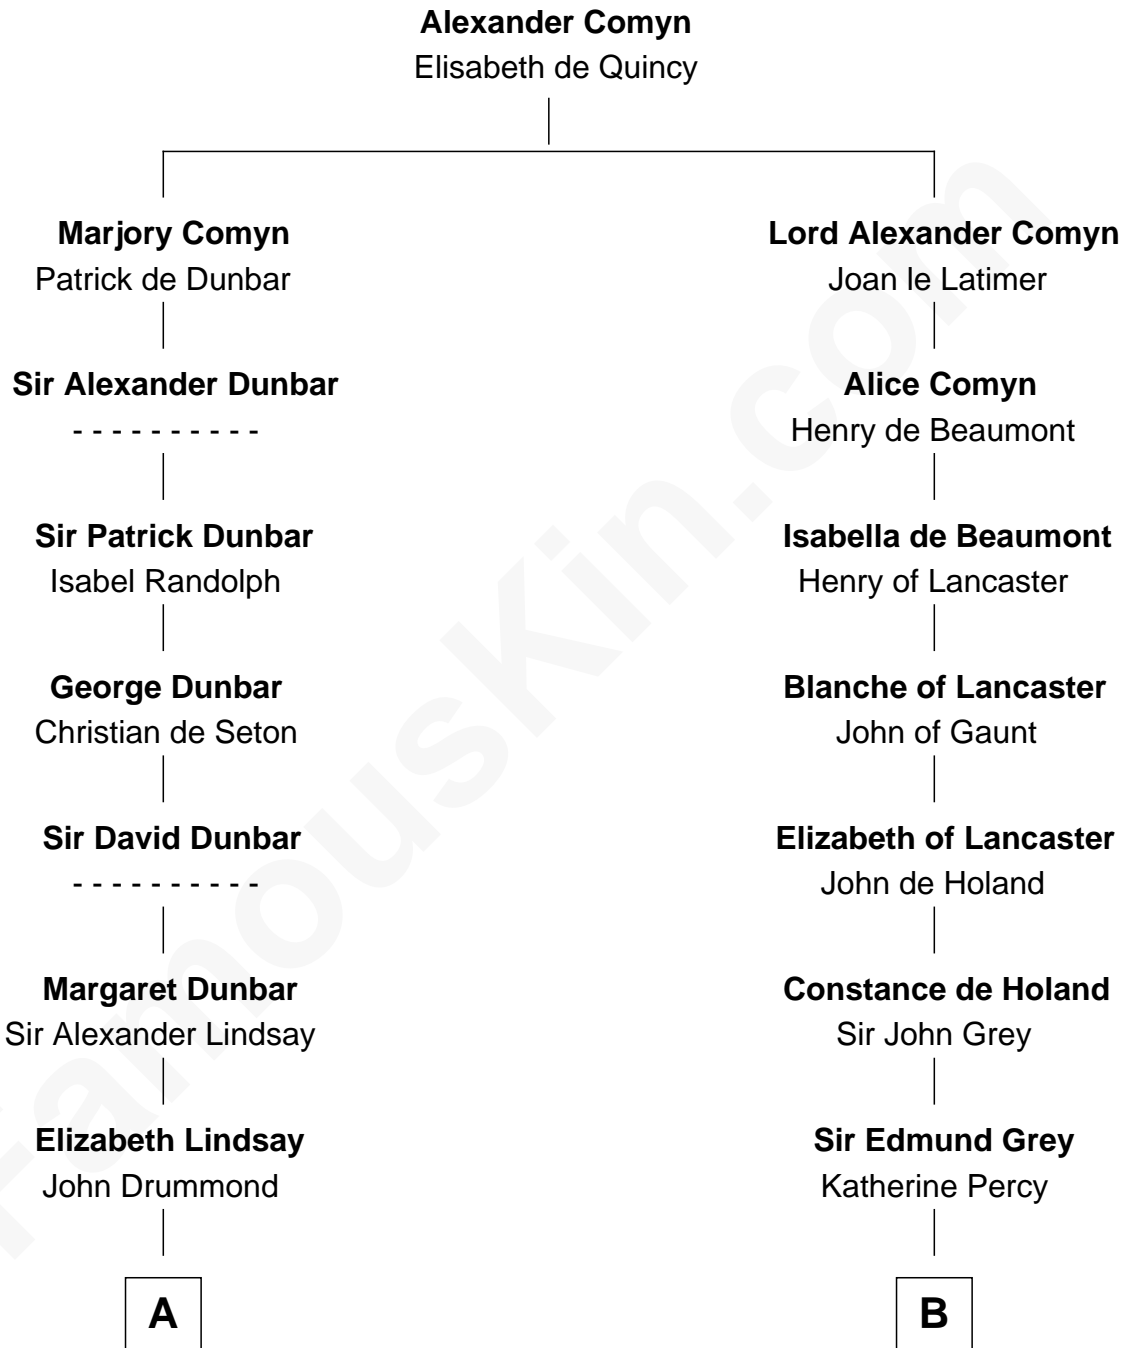 Alexander Comyn
Elisabeth de Quincy
Marjory Comyn
Patrick de Dunbar
Lord Alexander Comyn
Joan le Latimer
Sir Alexander Dunbar
- - - - - - - - - -
Alice Comyn
Henry de Beaumont
Sir Patrick Dunbar
Isabel Randolph
Isabella de Beaumont
Henry of Lancaster
George Dunbar
Christian de Seton
Blanche of Lancaster
John of Gaunt
Sir David Dunbar
- - - - - - - - - -
Elizabeth of Lancaster
John de Holand
Margaret Dunbar
Sir Alexander Lindsay
Constance de Holand
Sir John Grey
Elizabeth Lindsay
John Drummond
Sir Edmund Grey
Katherine Percy
A
B
FamousKin.com